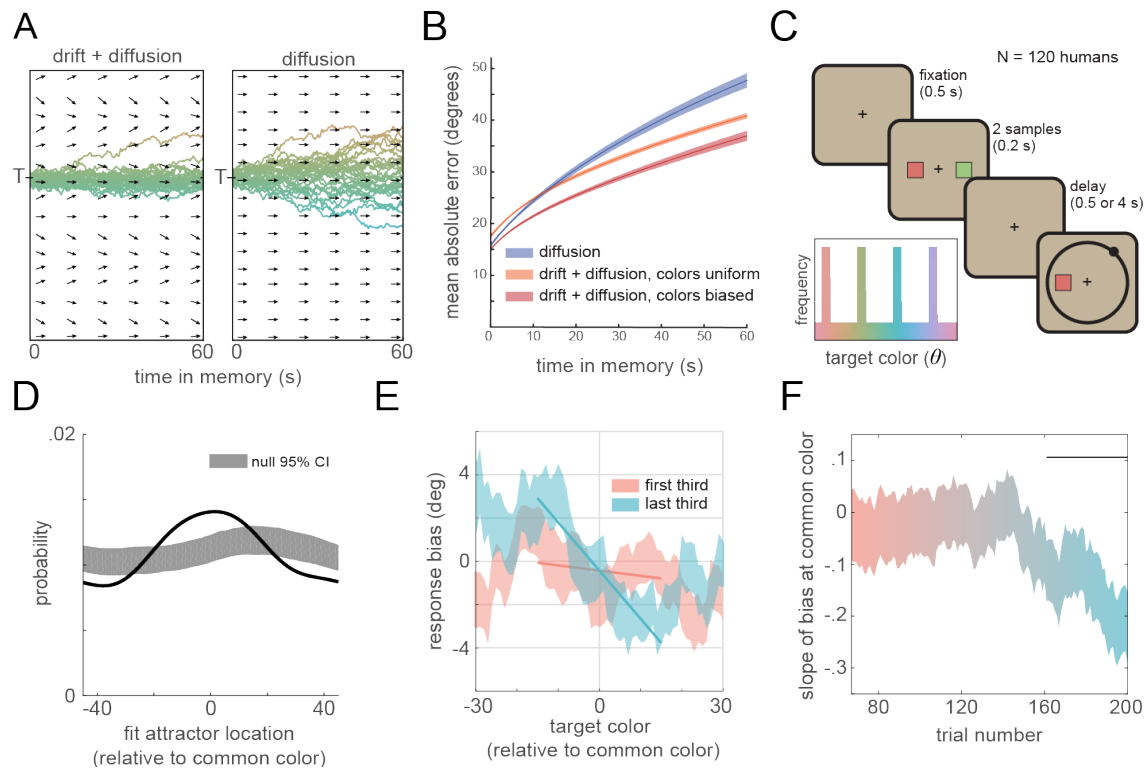 A
drift + diffusion
diffusion
T
T
0
60
0
60
time in memory (s)
B
mean absolute error (degrees)
50
40
30
20
10
0
10
20
30
40
50
60
diffusion
drift + diffusion, colors uniform
drift + diffusion, colors biased
time in memory (s)
C
N = 120 humans
fixation
(0.5 s)
2 samples
(0.2 s)
delay
(0.5 or 4 s)
frequency
target color (θ)
D
probability
.02
0
null 95% CI
-40
0
40
fit attractor location
(relative to common color)
E
response bias (deg)
4
0
-4
first third
last third
-30
0
30
target color
(relative to common color)
F
slope of bias at common color
.1
0
-.1
-.2
-.3
80
120
160
200
trial number